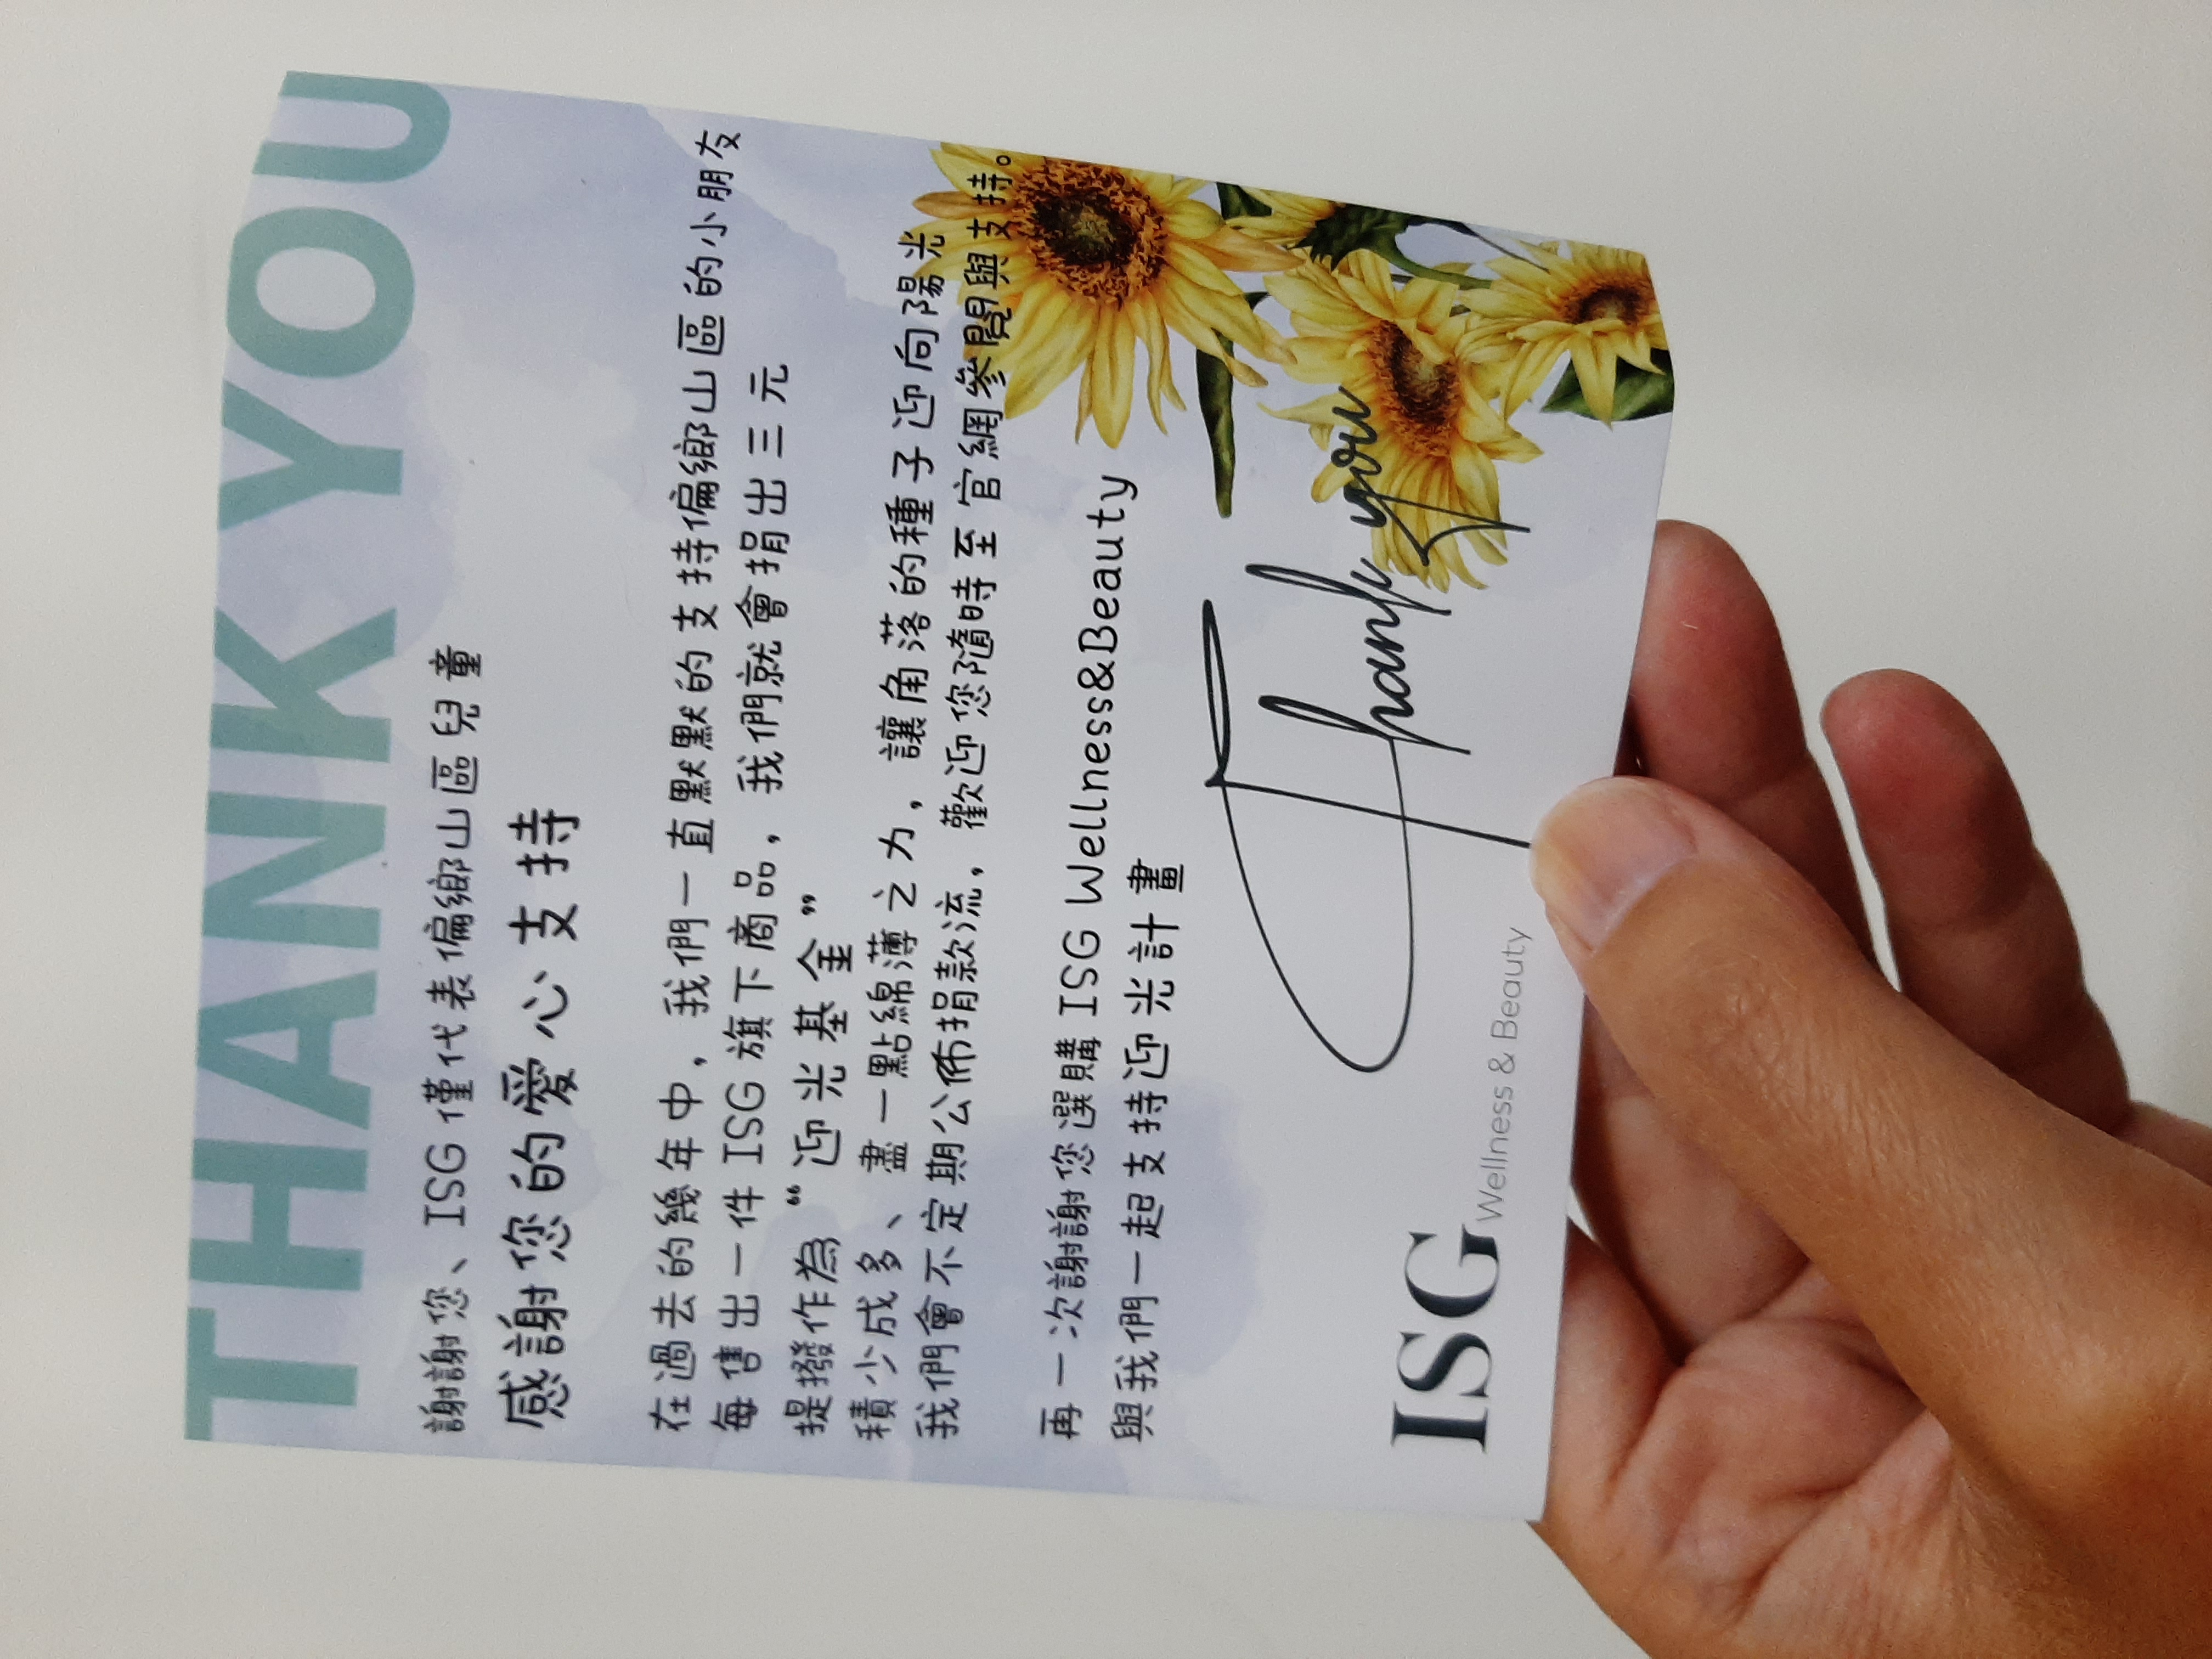 THANK YOU
謝謝您、ISG僅代表偏鄉山區兒童
感謝您的愛心支持
在過去的幾年中，我們一直默默的支持偏鄉山區的小朋友
每售出一件 ISG 旗下商品，我們就會捐出三元
提撥作為 “迎光基金”
積少成多、盡一點綿薄之力，讓角落的種子迎向陽光
我們會不定期公佈捐款流，歡迎您隨時至官網參閱與支持。
再一次謝謝您選購 ISG Wellness&Beauty
與我們一起支持迎光計畫
Thank you
ISG Wellness & Beauty